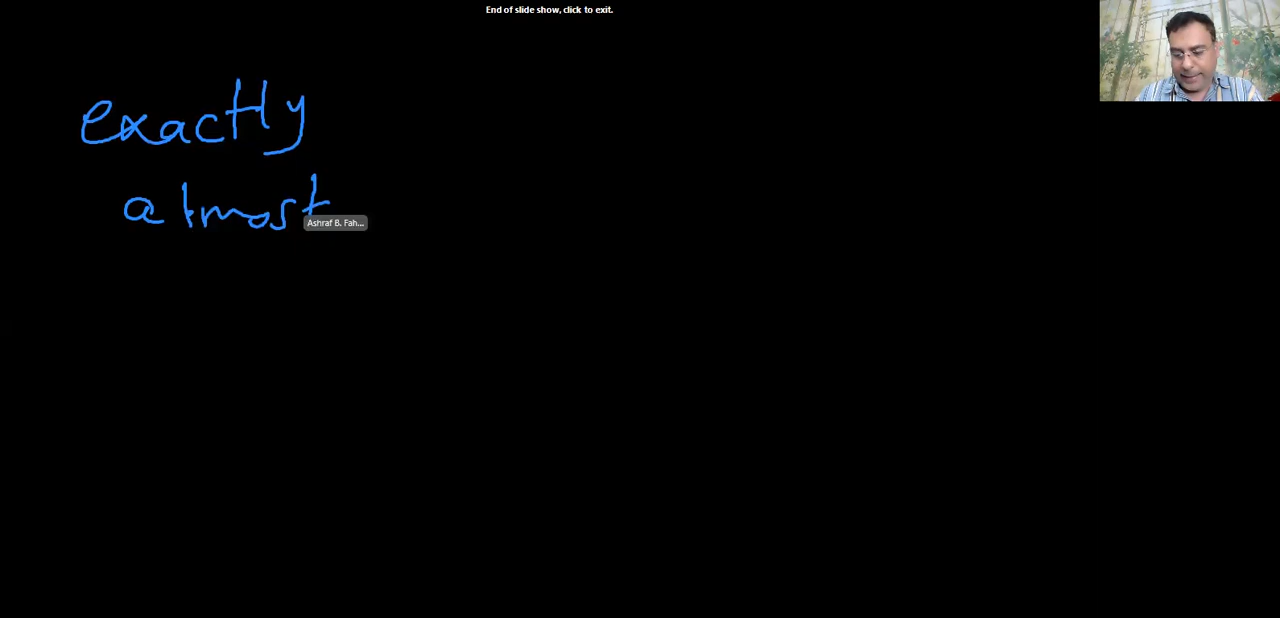 End of slide show, click to exit.
exactly
almost
Ashraf B. Fah...